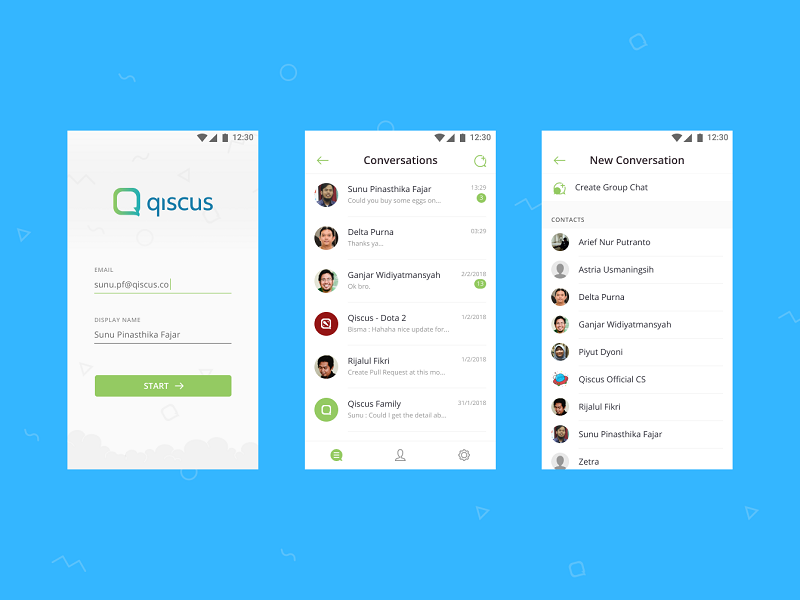 12:30
qiscus
EMAIL
sunu.pf@qiscus.co
DISPLAY NAME
Sunu Pinasthika Fajar
START
12:30
Conversations
Sunu Pinasthika Fajar 13:29
Could you buy some eggs on... 3
Delta Purna 03:29
Thanks ya...
Ganjar Widiyatmansyah 2/2/2018
Ok bro. 13
Qiscus - Dota 2 1/2/2018
Bisma : Hahaha nice update for...
Rijalul Fikri 1/2/2018
Create Pull Request at this mo...
Qiscus Family 31/1/2018
Sunu : Could I get the detail ab...
12:30
New Conversation
Create Group Chat
CONTACTS
Arief Nur Putranto
Astria Usmaningsih
Delta Purna
Ganjar Widiyatmansyah
Piyut Dyoni
Qiscus Official CS
Rijalul Fikri
Sunu Pinasthika Fajar
Zetra